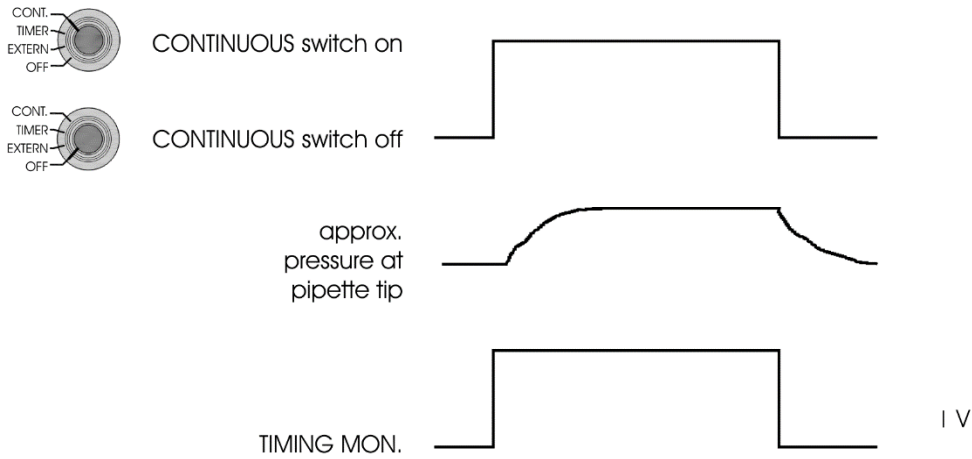 CONT.
TIMER
EXTERN
OFF
CONTINUOUS switch on
CONT.
TIMER
EXTERN
OFF
CONTINUOUS switch off
approx.
pressure at
pipette tip
TIMING MON.
I V